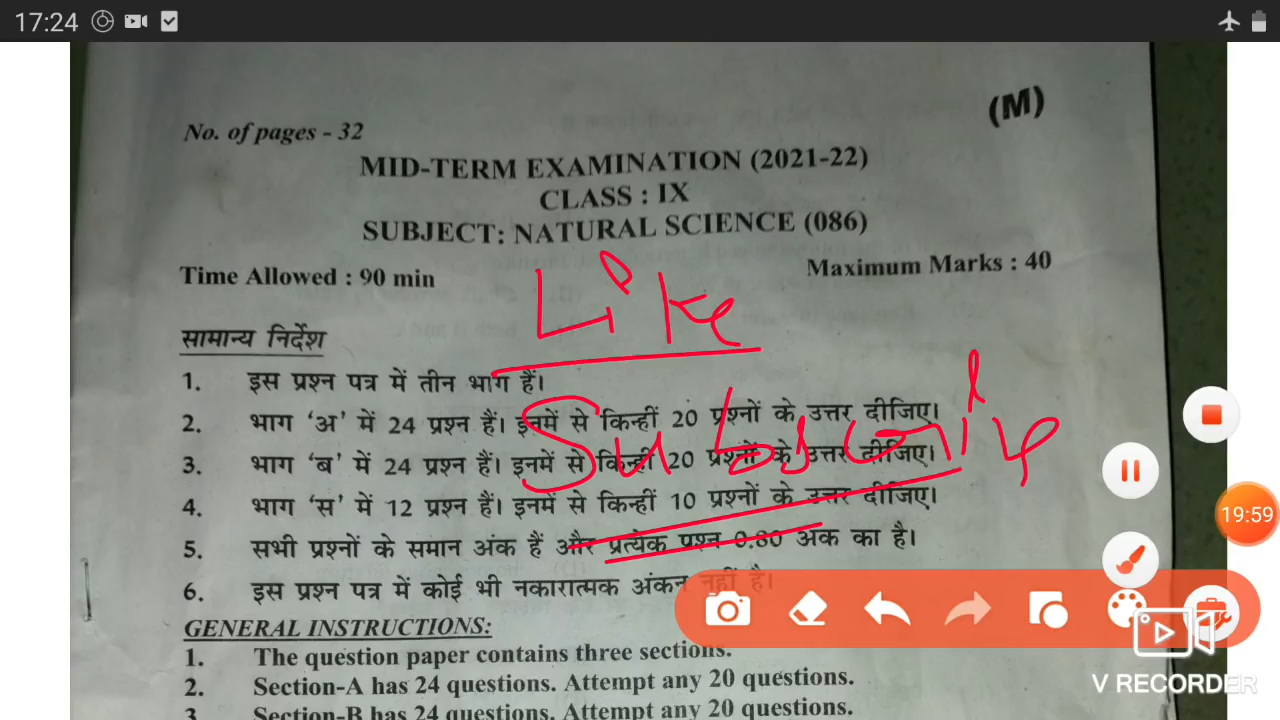 17:24
(M)
No. of pages - 32
MID-TERM EXAMINATION (2021-22)
CLASS : IX
SUBJECT: NATURAL SCIENCE (086)
Time Allowed : 90 min
Maximum Marks : 40
Like
सामान्य निर्देश
1. इस प्रश्न पत्र में तीन भाग हैं।
2. भाग ‘अ’ में 24 प्रश्न हैं। इनमें से किन्हीं 20 प्रश्नों के उत्तर दीजिए।
3. भाग ‘ब’ में 24 प्रश्न हैं। इनमें से किन्हीं 20 प्रश्नों के उत्तर दीजिए।
4. भाग ‘स’ में 12 प्रश्न हैं। इनमें से किन्हीं 10 प्रश्नों के उत्तर दीजिए।
5. सभी प्रश्नों के समान अंक हैं और प्रत्येक प्रश्न 0.80 अंक का है।
19:59
6. इस प्रश्न पत्र में कोई भी नकारात्मक अंकन नहीं है।
GENERAL INSTRUCTIONS:
1. The question paper contains three sections.
2. Section-A has 24 questions. Attempt any 20 questions.
3. Section-B has 24 questions. Attempt any 20 questions.
V RECORDER